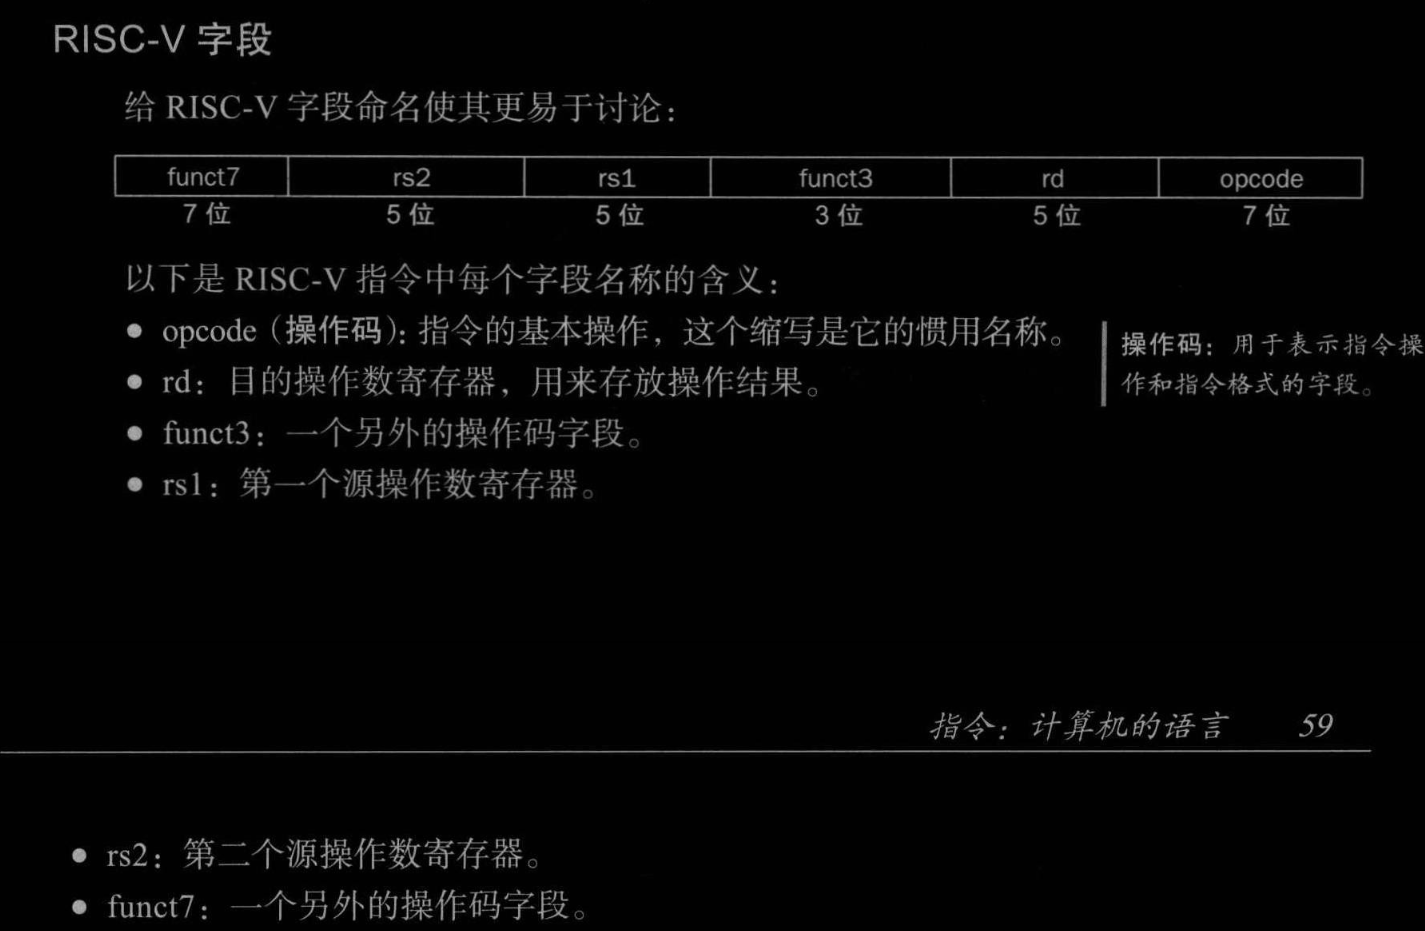 RISC-V 字段
给 RISC-V 字段命名使其更易于讨论：
funct7 rs2 rs1 funct3 rd opcode
7 位 5 位 5 位 3 位 5 位 7 位
以下是 RISC-V 指令中每个字段名称的含义：
● opcode（操作码）：指令的基本操作，这个缩写是它的惯用名称。
● rd：目的操作数寄存器，用来存放操作结果。
● funct3：一个另外的操作码字段。
● rs1：第一个源操作数寄存器。
操作码：用于表示指令操
作和指令格式的字段。
指令：计算机的语言 59
● rs2：第二个源操作数寄存器。
● funct7：一个另外的操作码字段。